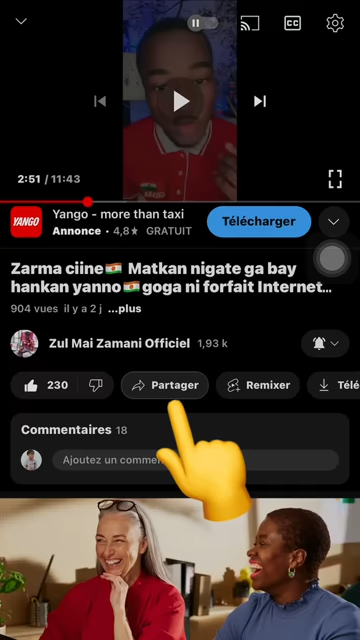 CC
2:51 / 11:43
YANGO
Yango - more than taxi
Annonce • 4,8★ GRATUIT
Télécharger
Zarma ciine🇳🇪 Matkan nigate ga bay
hankan yanno🇳🇪goga ni forfait Internet...
904 vues il y a 2 j ...plus
Zul Mai Zamani Officiel 1,93 k
230
Partager
Remixer
Télé
Commentaires 18
Ajoutez un commen